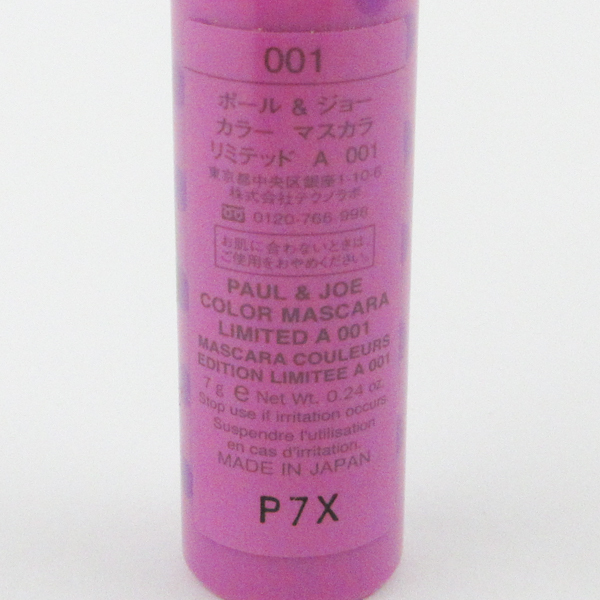 001
ポール & ジョー
カラー マスカラ
リミテッド A 001
東京都中央区銀座1-10-6
株式会社テクノラボ
0120-766-996
お肌に合わないときは、
ご使用をおやめください。
PAUL & JOE
COLOR MASCARA
LIMITED A 001
MASCARA COULEURS
EDITION LIMITEE A 001
7 g e Net Wt. 0.24 oz.
Stop use if irritation occurs
Suspendre l'utilisation
en cas d'irritation.
MADE IN JAPAN
P7X